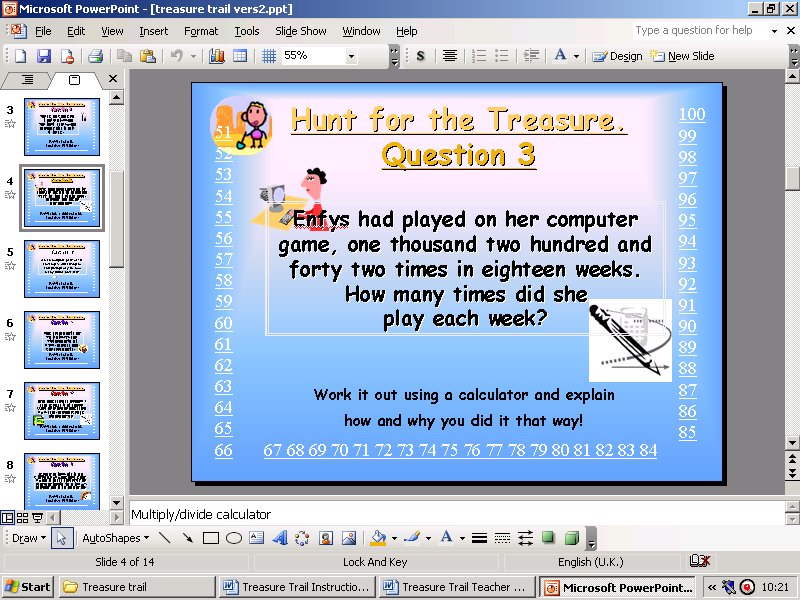 Microsoft PowerPoint - [treasure trail vers2.ppt]
File Edit View Insert Format Tools Slide Show Window Help
Type a question for help
55%
S
A
Design
New Slide
3
4
5
6
7
8
Hunt for the Treasure.
Question 3
Enfys had played on her computer
game, one thousand two hundred and
forty two times in eighteen weeks.
How many times did she
play each week?
Work it out using a calculator and explain
how and why you did it that way!
51
52
53
54
55
56
57
58
59
60
61
62
63
64
65
66
67 68 69 70 71 72 73 74 75 76 77 78 79 80 81 82 83 84
100
99
98
97
96
95
94
93
92
91
90
89
88
87
86
85
Multiply/divide calculator
Draw
AutoShapes
A
Slide 4 of 14
Lock And Key
English (U.K.)
Start
Treasure trail
Treasure Trail Instructio...
Treasure Trail Teacher ...
Microsoft PowerPoint...
10:21